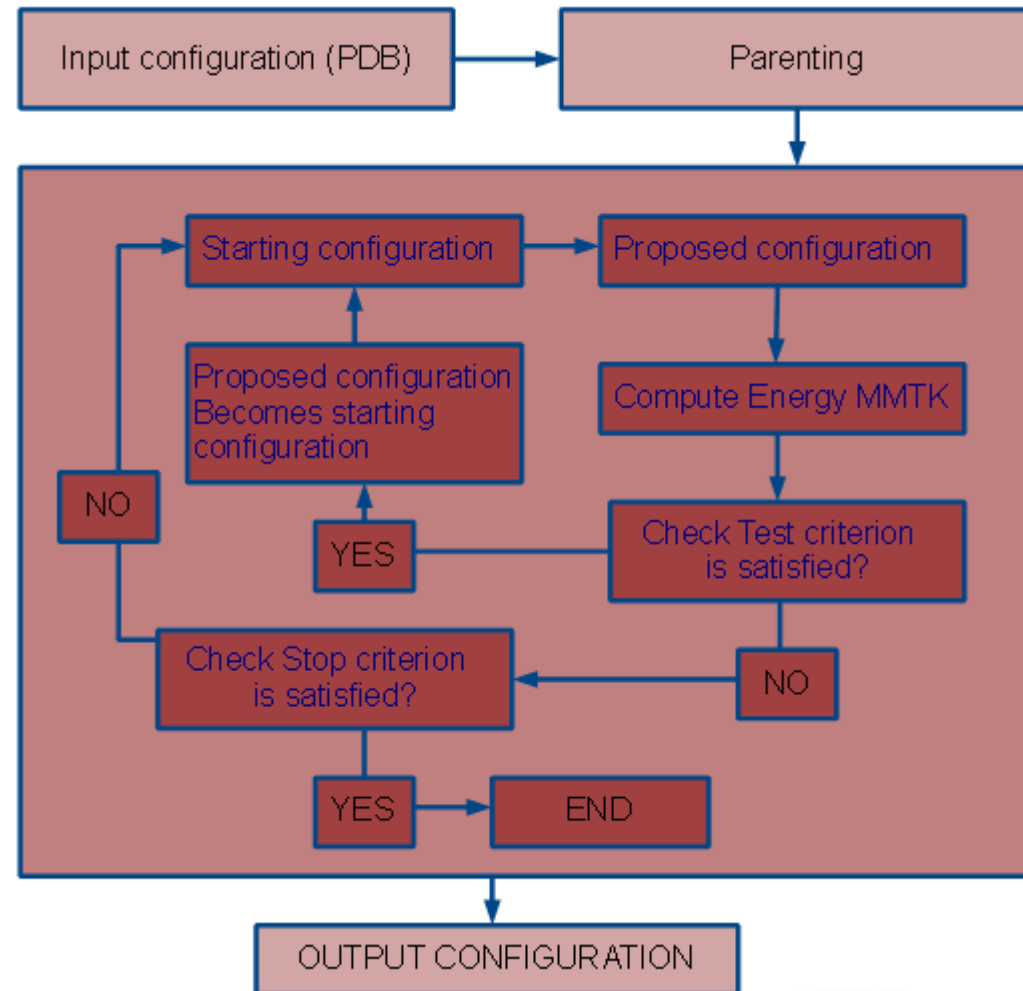 Input configuration (PDB)
Parenting
Starting configuration
Proposed configuration
Proposed configuration
Becomes starting
configuration
Compute Energy MMTK
NO
YES
Check Test criterion
is satisfied?
Check Stop criterion
is satisfied?
NO
YES
END
OUTPUT CONFIGURATION